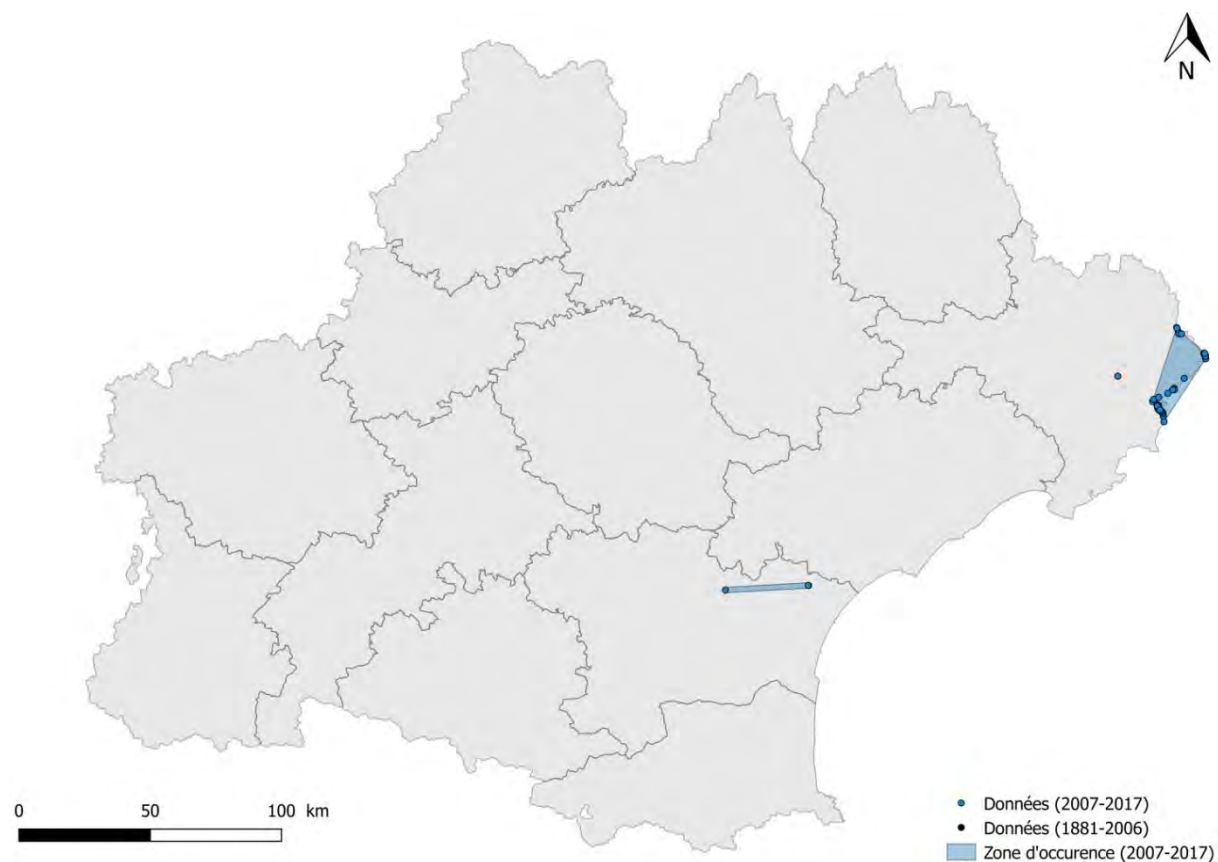 N
0 50 100 km
Données (2007-2017)
Données (1881-2006)
Zone d'occurence (2007-2017)